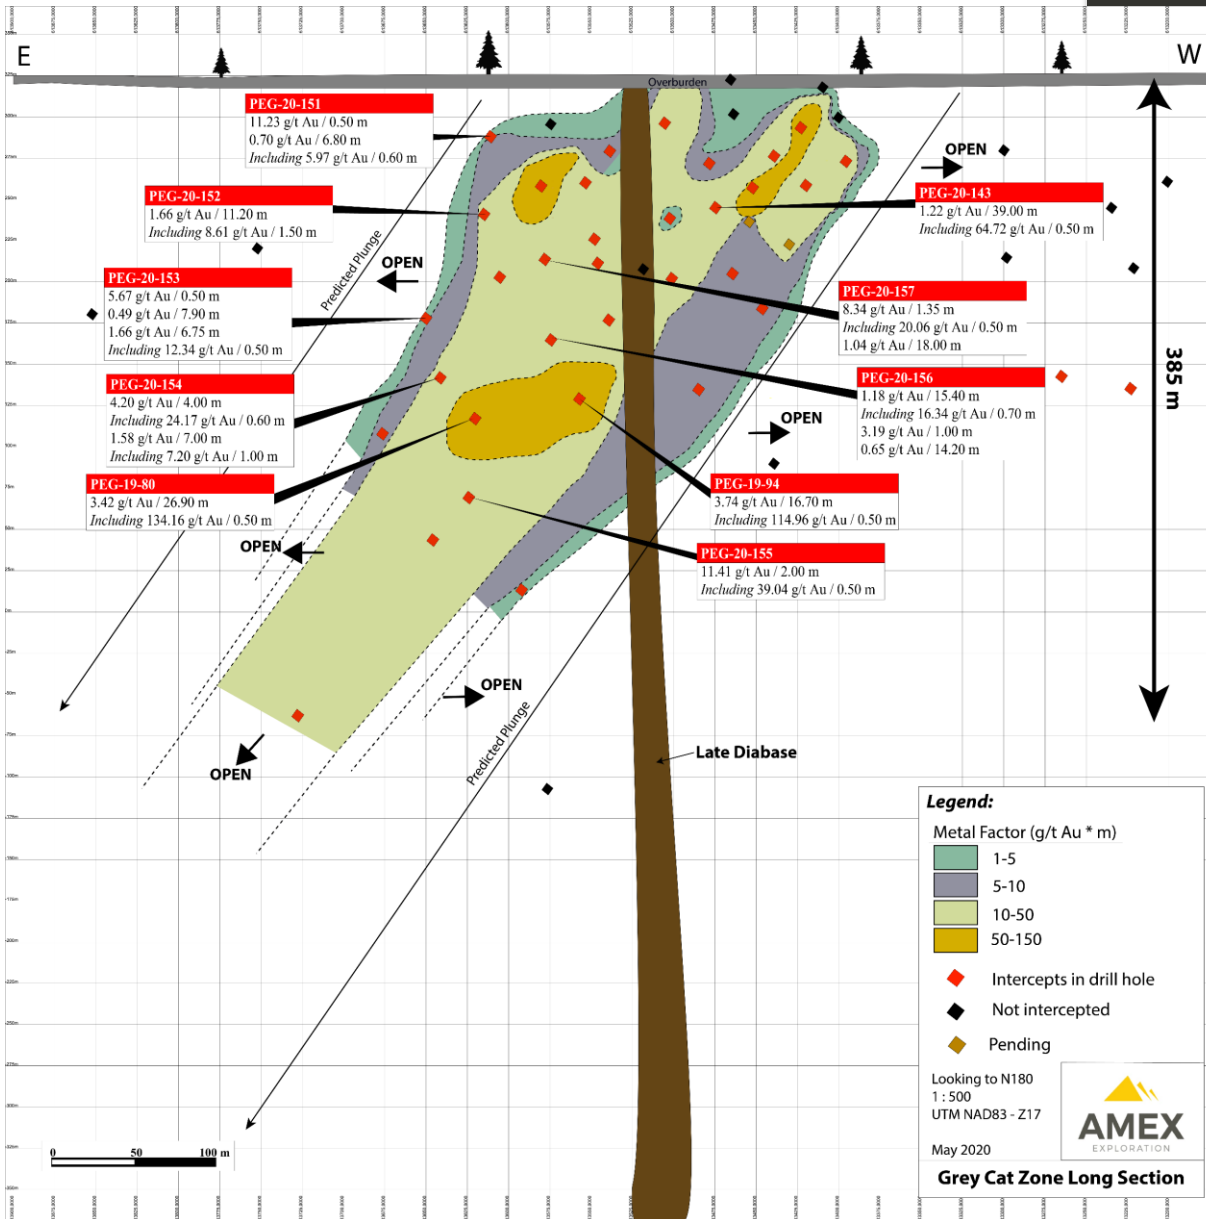 E
W
Overburden
PEG-20-151
11.23 g/t Au / 0.50 m
0.70 g/t Au / 6.80 m
Including 5.97 g/t Au / 0.60 m
PEG-20-152
1.66 g/t Au / 11.20 m
Including 8.61 g/t Au / 1.50 m
OPEN
PEG-20-143
1.22 g/t Au / 39.00 m
Including 64.72 g/t Au / 0.50 m
Predicted Plunge
OPEN
PEG-20-153
5.67 g/t Au / 0.50 m
0.49 g/t Au / 7.90 m
1.66 g/t Au / 6.75 m
Including 12.34 g/t Au / 0.50 m
PEG-20-157
8.34 g/t Au / 1.35 m
Including 20.06 g/t Au / 0.50 m
1.04 g/t Au / 18.00 m
385 m
PEG-20-154
4.20 g/t Au / 4.00 m
Including 24.17 g/t Au / 0.60 m
1.58 g/t Au / 7.00 m
Including 7.20 g/t Au / 1.00 m
PEG-20-156
1.18 g/t Au / 15.40 m
Including 16.34 g/t Au / 0.70 m
3.19 g/t Au / 1.00 m
0.65 g/t Au / 14.20 m
OPEN
PEG-19-80
3.42 g/t Au / 26.90 m
Including 134.16 g/t Au / 0.50 m
PEG-19-94
3.74 g/t Au / 16.70 m
Including 114.96 g/t Au / 0.50 m
OPEN
PEG-20-155
11.41 g/t Au / 2.00 m
Including 39.04 g/t Au / 0.50 m
OPEN
Predicted Plunge
OPEN
Late Diabase
Legend:
Metal Factor (g/t Au * m)
1-5
5-10
10-50
50-150
Intercepts in drill hole
Not intercepted
Pending
Looking to N180
1 : 500
UTM NAD83 - Z17
May 2020
AMEX
EXPLORATION
Grey Cat Zone Long Section
0 50 100 m